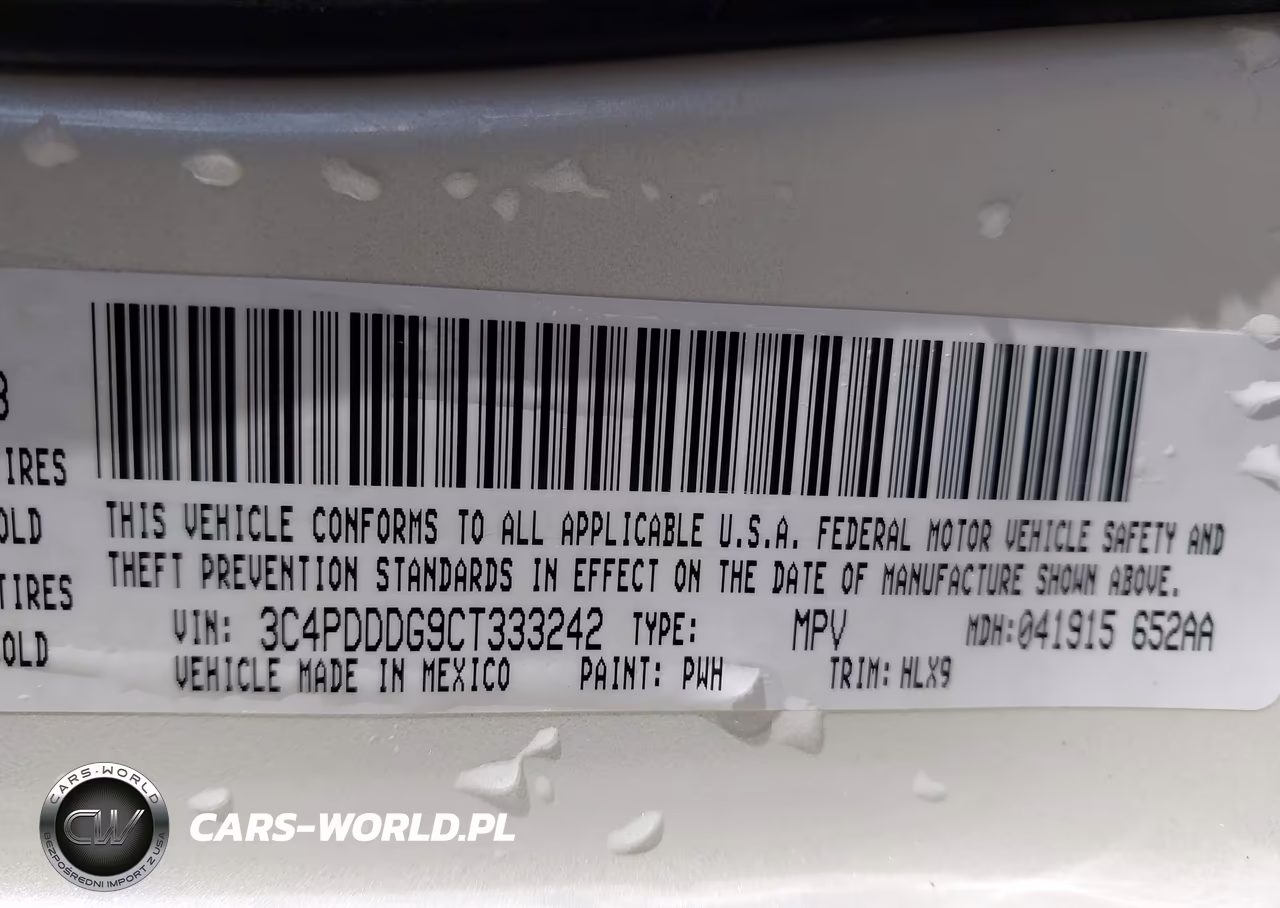 8
IRES
OLD
TIRES
OLD
THIS VEHICLE CONFORMS TO ALL APPLICABLE U.S.A. FEDERAL MOTOR VEHICLE SAFETY AND
THEFT PREVENTION STANDARDS IN EFFECT ON THE DATE OF MANUFACTURE SHOWN ABOVE.
VIN: 3C4PDDDG9CT333242 TYPE: MPV MDH:041915 652AA
VEHICLE MADE IN MEXICO PAINT: PWH TRIM: HLX9
CARS-WORLD
CW
BEZPOŚREDNI IMPORT Z USA
CARS-WORLD.PL